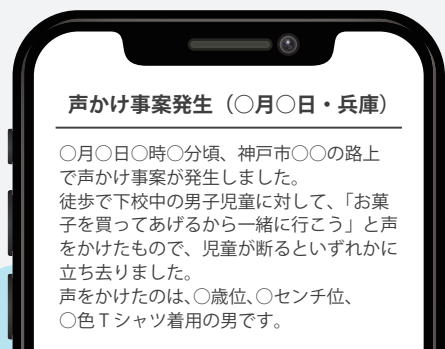 声かけ事案発生（○月○日・兵庫）
○月○日○時○分頃、神戸市○○の路上
で声かけ事案が発生しました。
徒歩で下校中の男子児童に対して、「お菓
子を買ってあげるから一緒に行こう」と声
をかけたもので、児童が断るといずれかに
立ち去りました。
声をかけたのは、○歳位、○センチ位、
○色Ｔシャツ着用の男です。